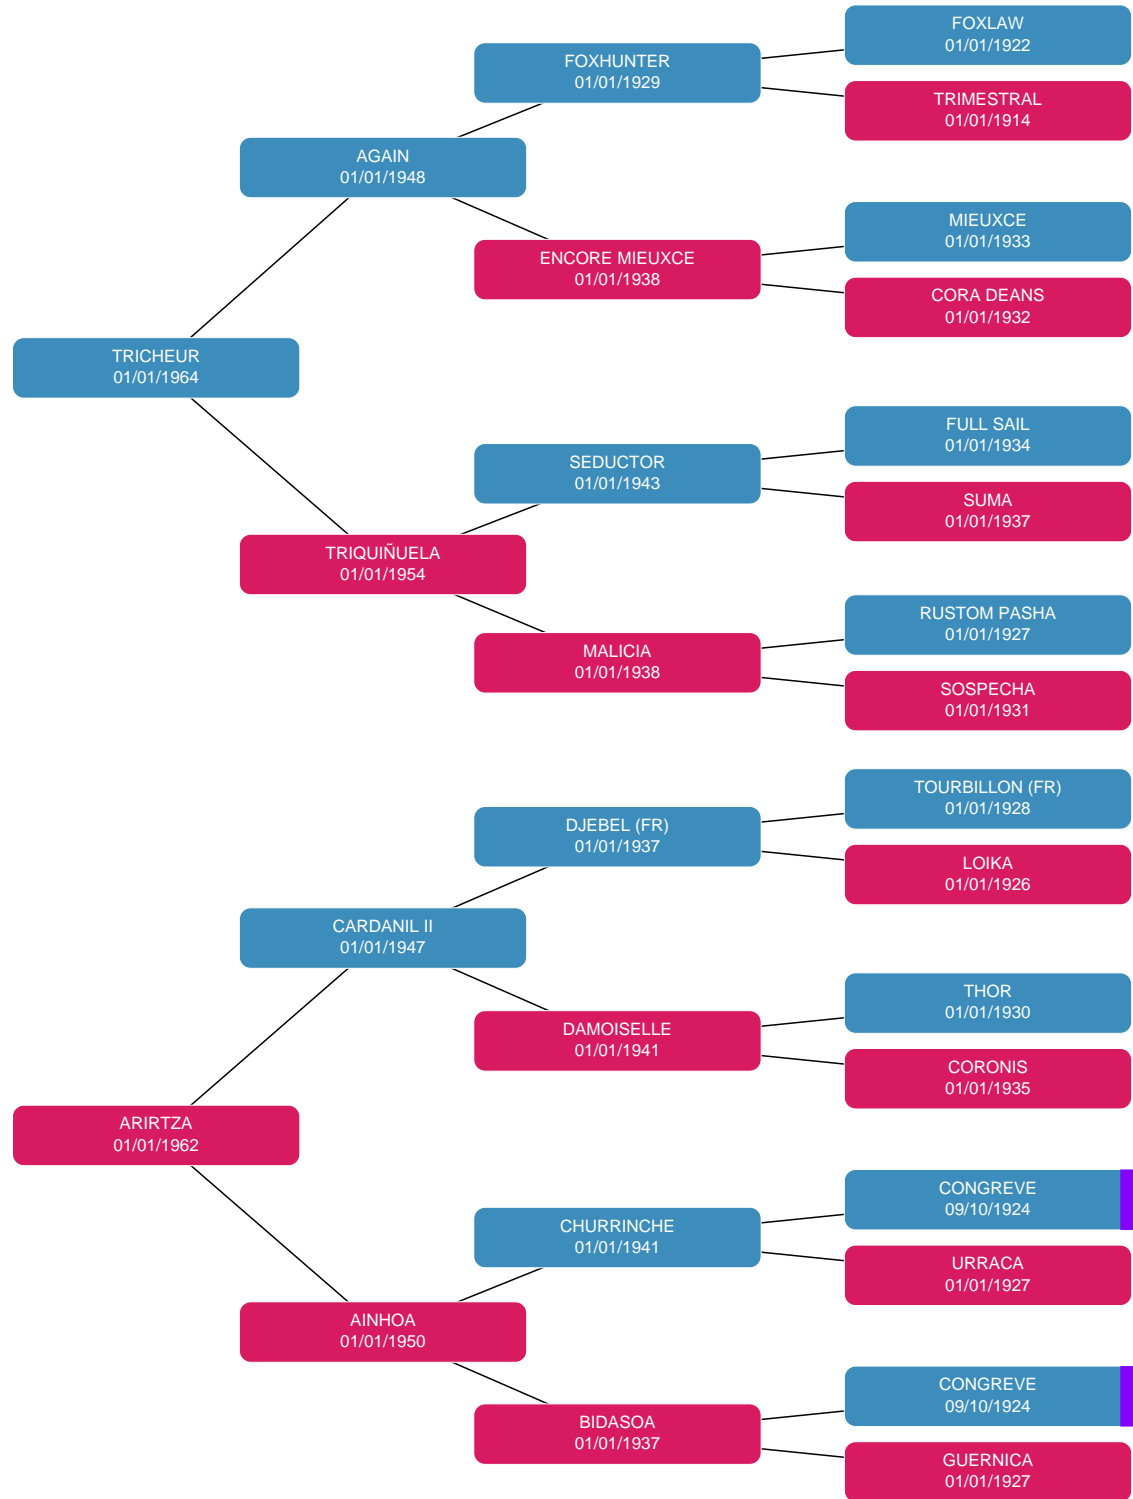 FOXLAW
01/01/1922
FOXHUNTER
01/01/1929
TRIMESTRAL
01/01/1914
AGAIN
01/01/1948
MIEUXCE
01/01/1933
ENCORE MIEUXCE
01/01/1938
CORA DEANS
01/01/1932
TRICHEUR
01/01/1964
FULL SAIL
01/01/1934
SEDUCTOR
01/01/1943
SUMA
01/01/1937
TRIQUIÑUELA
01/01/1954
RUSTOM PASHA
01/01/1927
MALICIA
01/01/1938
SOSPECHA
01/01/1931
TOURBILLON (FR)
01/01/1928
DJEBEL (FR)
01/01/1937
LOIKA
01/01/1926
CARDANIL II
01/01/1947
THOR
01/01/1930
DAMOISELLE
01/01/1941
CORONIS
01/01/1935
ARIRTZA
01/01/1962
CONGREVE
09/10/1924
CHURRINCHE
01/01/1941
URRACA
01/01/1927
AINHOA
01/01/1950
CONGREVE
09/10/1924
BIDASOA
01/01/1937
GUERNICA
01/01/1927